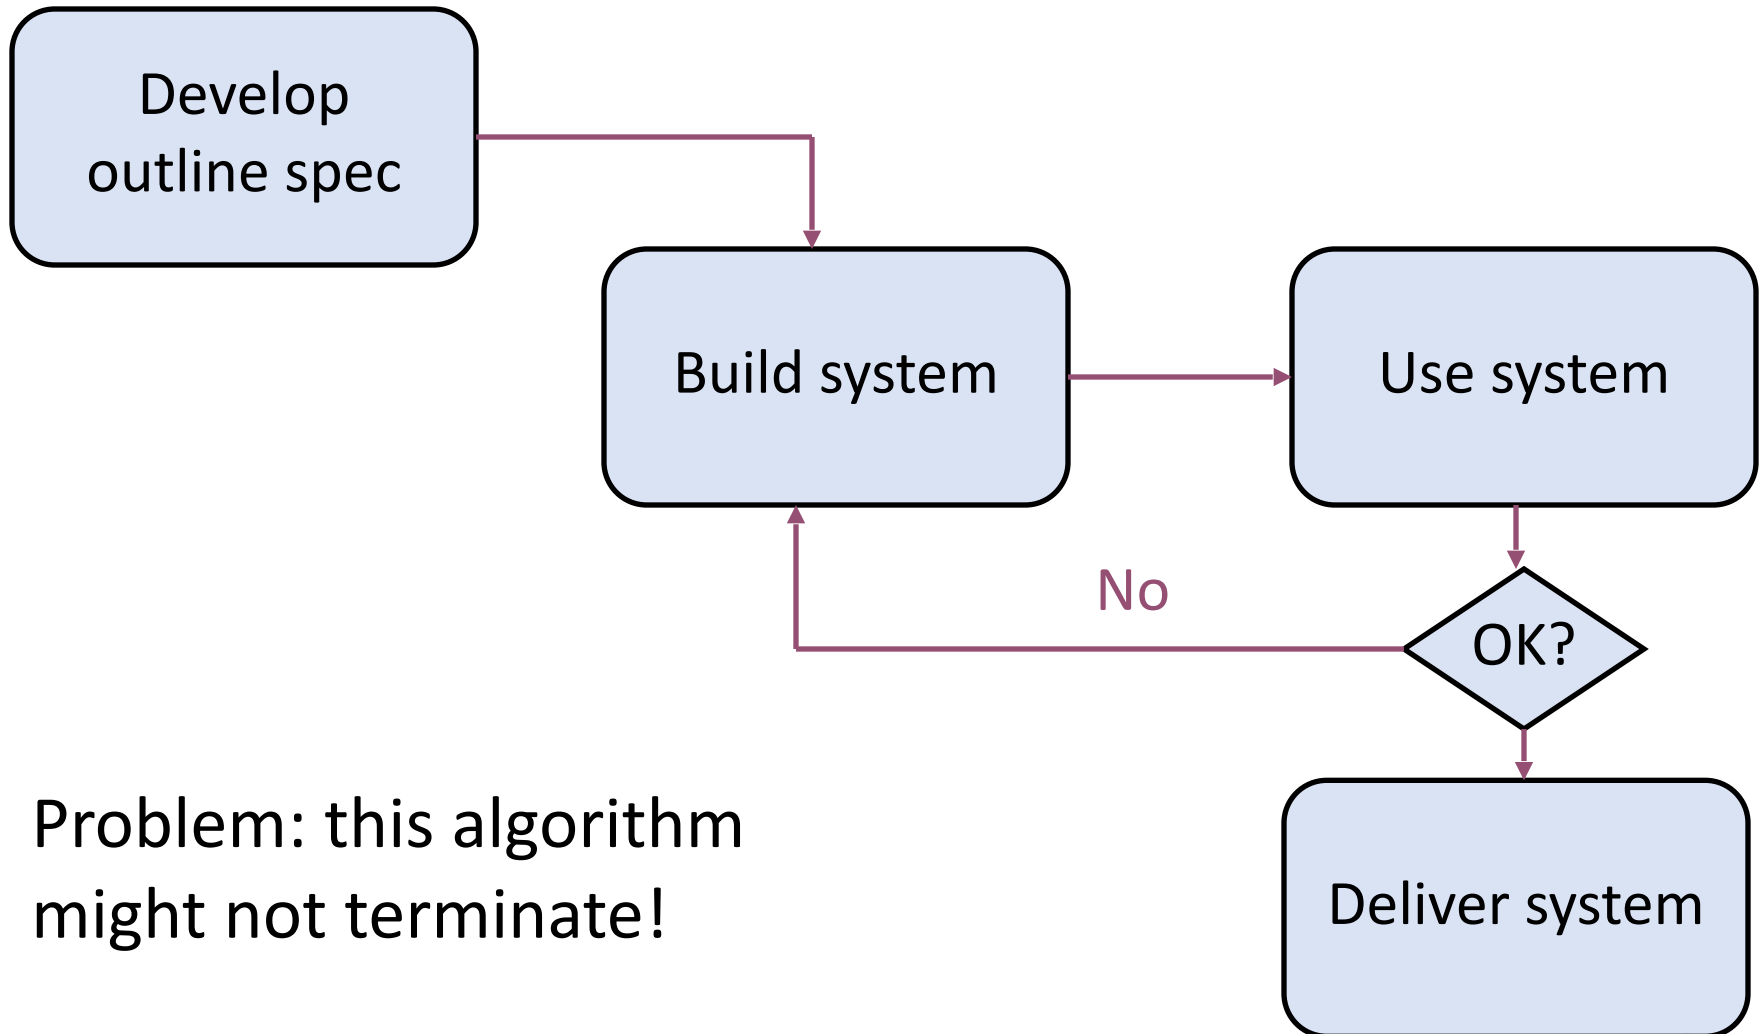 Develop
outline spec
Build system
Use system
No
OK?
Problem: this algorithm
might not terminate!
Deliver system